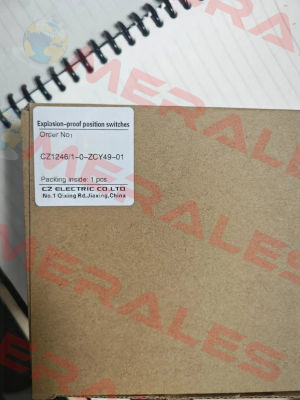 Explosion-proof position switches
Order No:
CZ1246/1-0-ZCY49-01
Packing inside: 1 pcs
CZ ELECTRIC CO LTD
No.1 Qixing Rd,Jiaxing,China
MERALES
MERALES
MERALES